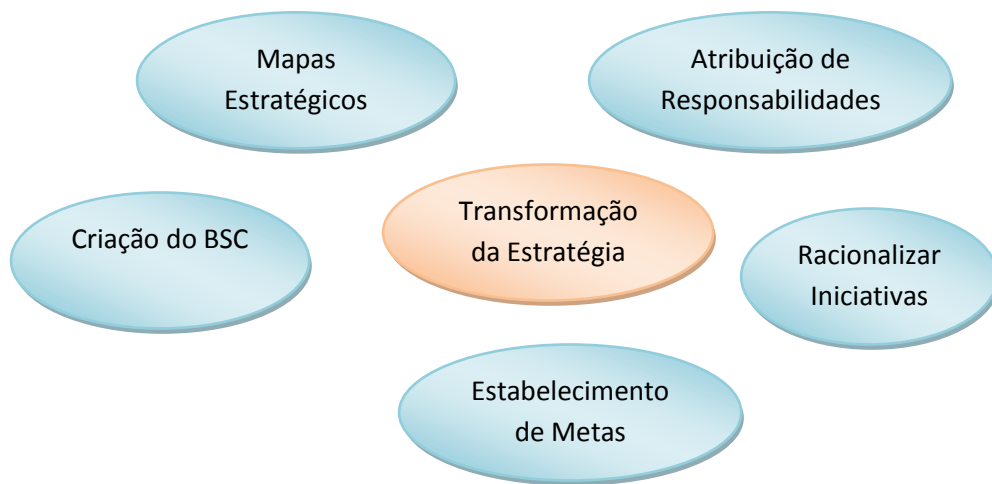 Mapas
Estratégicos
Atribuição de
Responsabilidades
Criação do BSC
Transformação
da Estratégia
Racionalizar
Iniciativas
Estabelecimento
de Metas